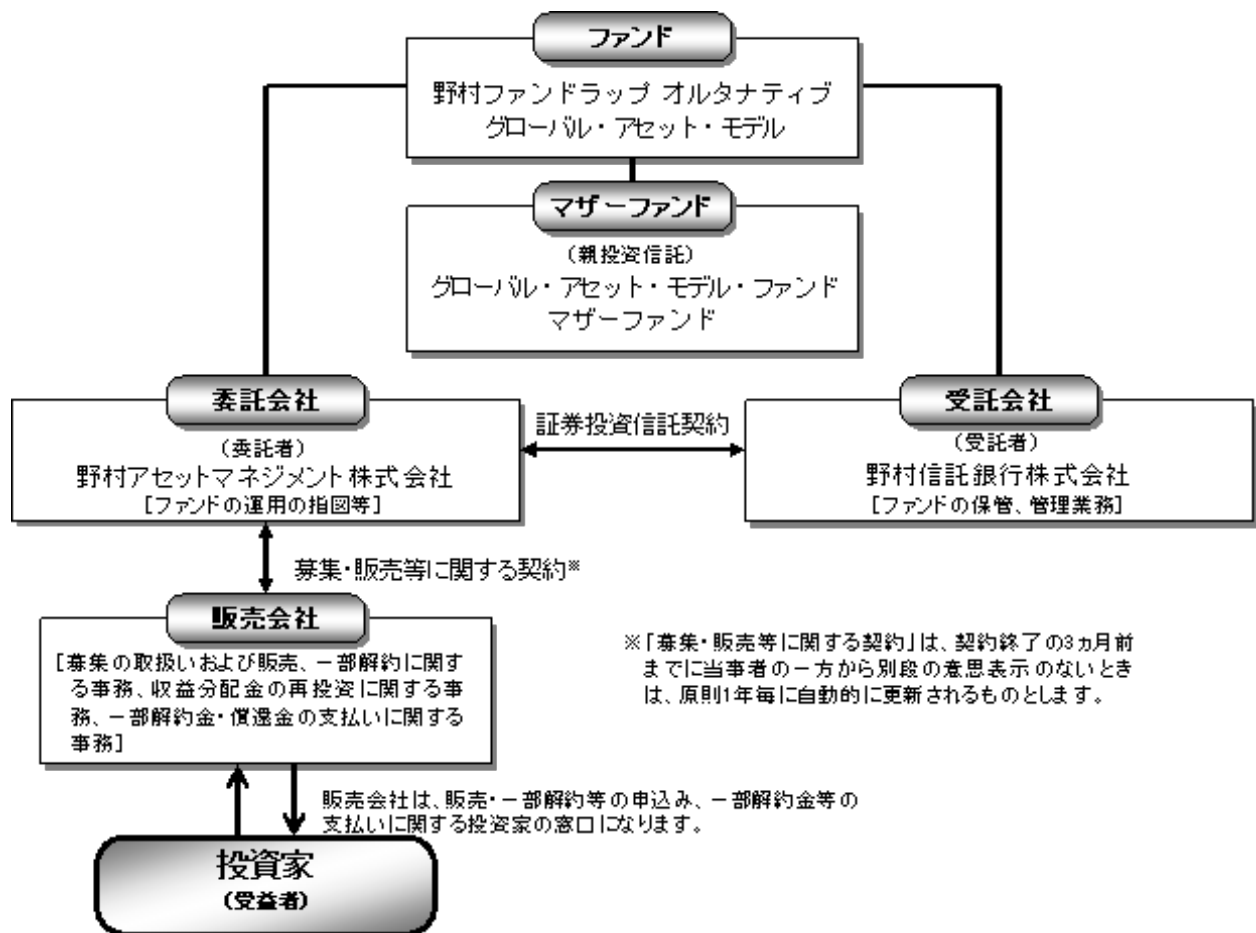 ファンド
野村ファンドラップ オルタナティブ
グローバル・アセット・モデル
マザーファンド
(親投資信託)
グローバル・アセット・モデル・ファンド
マザーファンド
委託会社
(委託者)
野村アセットマネジメント株式会社
[ファンドの運用の指図等]
証券投資信託契約
受託会社
(受託者)
野村信託銀行株式会社
[ファンドの保管、管理業務]
募集・販売等に関する契約※
販売会社
[募集の取扱いおよび販売、一部解約に関す
る事務、収益分配金の再投資に関する事
務、一部解約金・償還金の支払いに関する
事務]
※「募集・販売等に関する契約」は、契約終了の3ヵ月前
までに当事者の一方から別段の意思表示のないとき
は、原則1年毎に自動的に更新されるものとします。
販売会社は、販売・一部解約等の申込み、一部解約金等の
支払いに関する投資家の窓口になります。
投資家
(受益者)